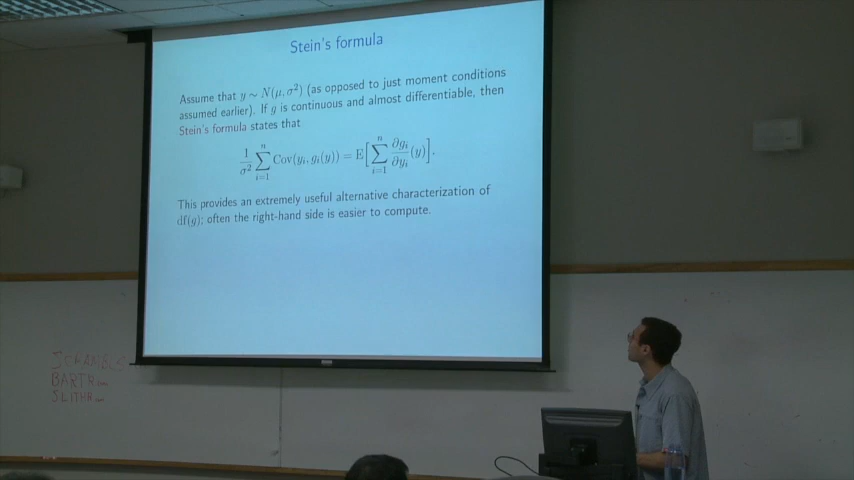 Stein's formula
Assume that y ∼ N(μ, σ²) (as opposed to just moment conditions
assumed earlier). If g is continuous and almost differentiable, then
Stein's formula states that
1/σ² ∑_{i=1}^{n} Cov(y_i, g_i(y)) = E[∑_{i=1}^{n} ∂g_i/∂y_i (y)].
This provides an extremely useful alternative characterization of
df(g); often the right-hand side is easier to compute.